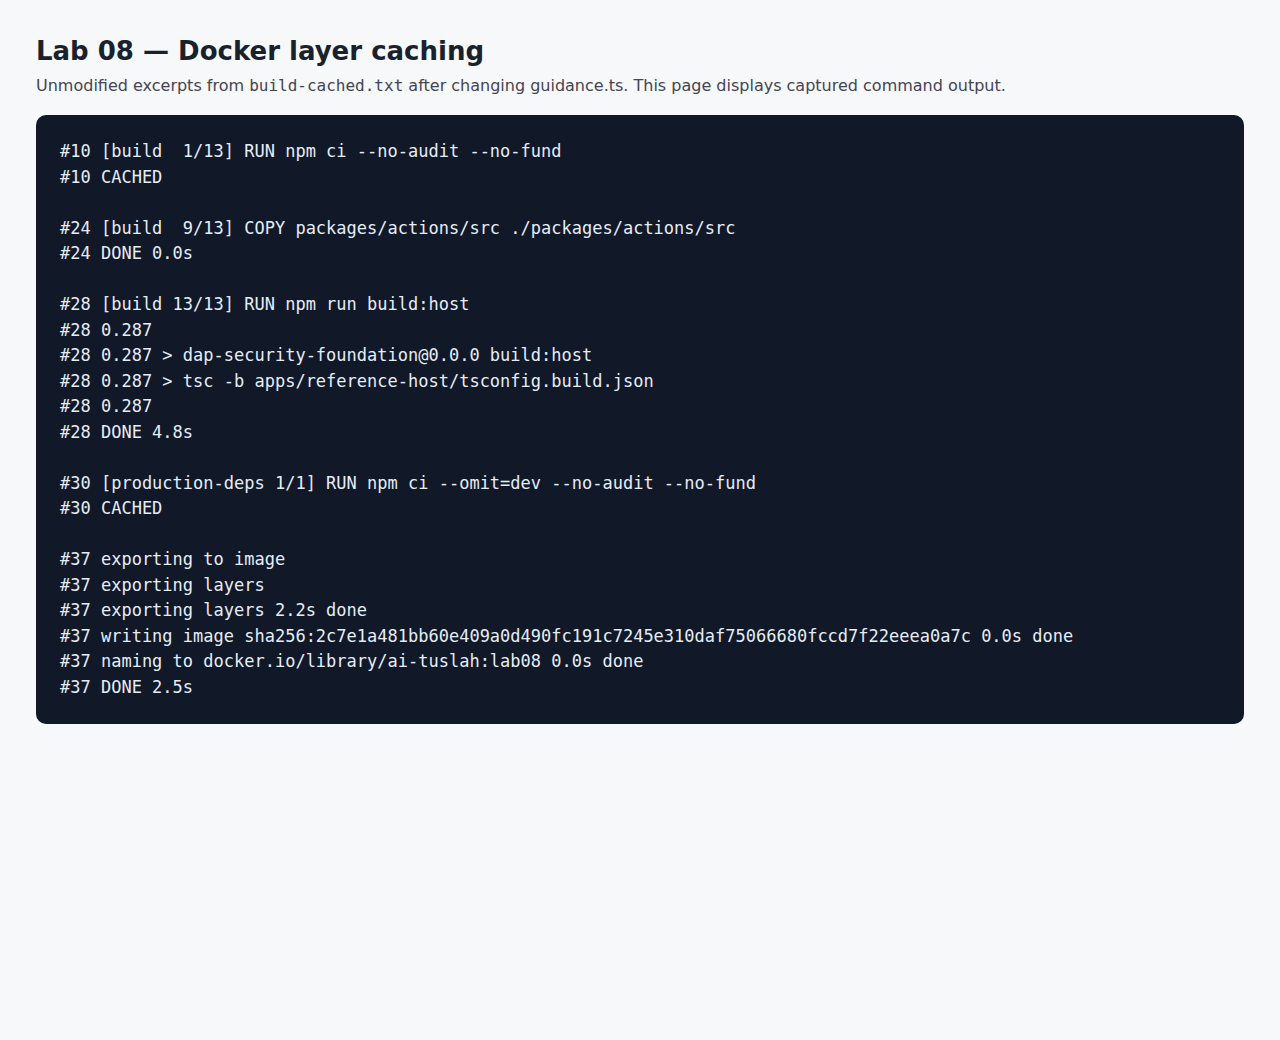 Lab 08 — Docker layer caching
Unmodified excerpts from build-cached.txt after changing guidance.ts. This page displays captured command output.
#10 [build  1/13] RUN npm ci --no-audit --no-fund
#10 CACHED
#24 [build  9/13] COPY packages/actions/src ./packages/actions/src
#24 DONE 0.0s
#28 [build 13/13] RUN npm run build:host
#28 0.287
#28 0.287 > dap-security-foundation@0.0.0 build:host
#28 0.287 > tsc -b apps/reference-host/tsconfig.build.json
#28 0.287
#28 DONE 4.8s
#30 [production-deps 1/1] RUN npm ci --omit=dev --no-audit --no-fund
#30 CACHED
#37 exporting to image
#37 exporting layers
#37 exporting layers 2.2s done
#37 writing image sha256:2c7e1a481bb60e409a0d490fc191c7245e310daf75066680fccd7f22eeea0a7c 0.0s done
#37 naming to docker.io/library/ai-tuslah:lab08 0.0s done
#37 DONE 2.5s